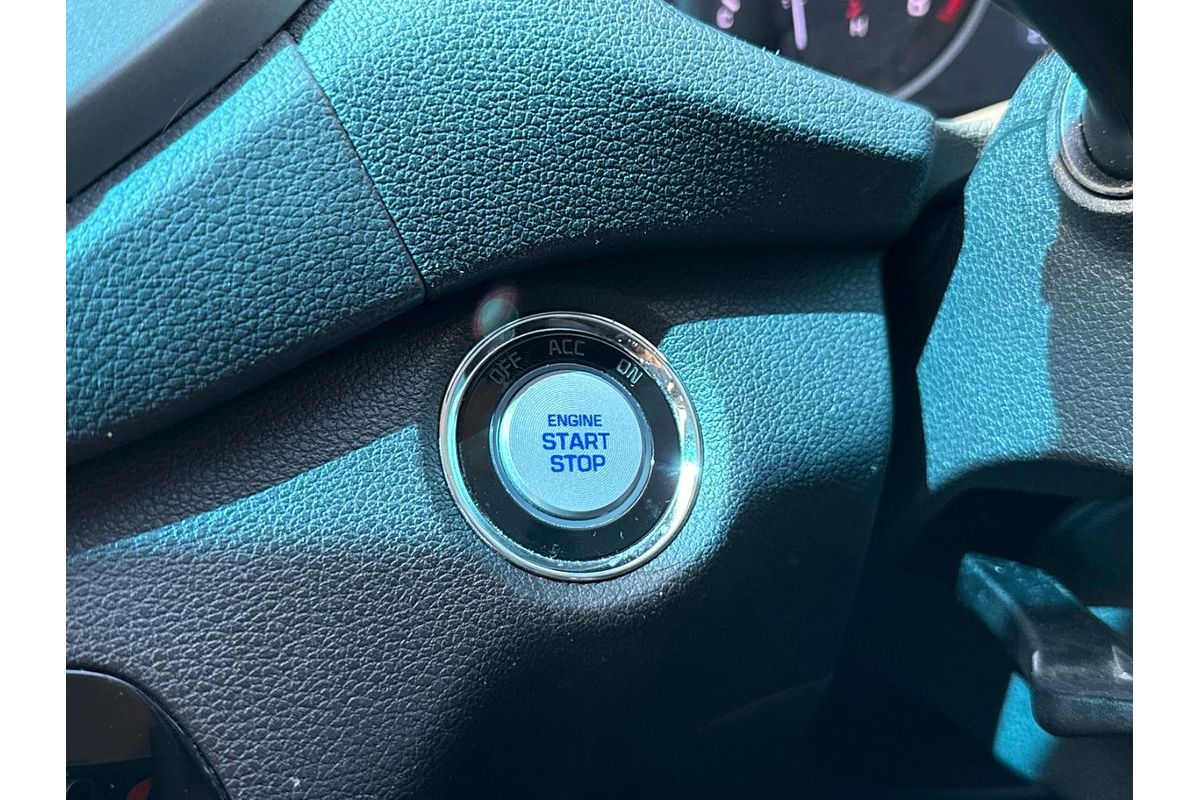 OFF ACC ON
ENGINE
START
STOP